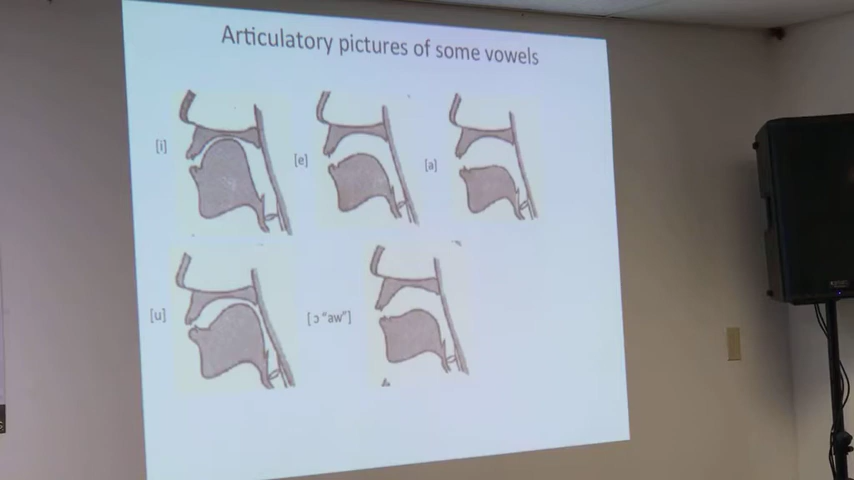 Articulatory pictures of some vowels
[i]
[e]
[a]
[u]
[ɔ "aw"]